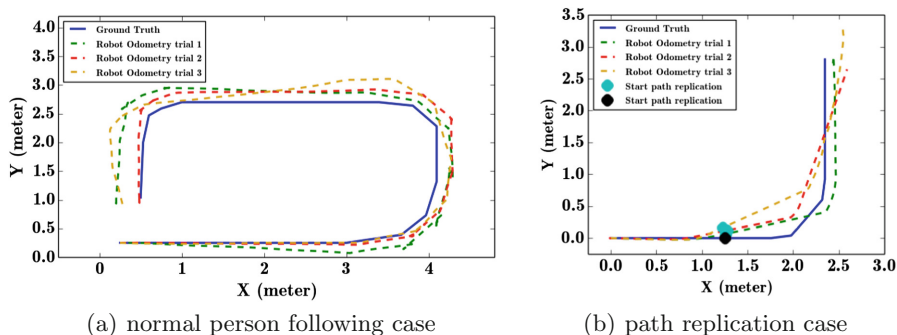 4.0
3.5
3.0
2.5
2.0
1.5
1.0
0.5
0.0
Y (meter)
Ground Truth
Robot Odometry trial 1
Robot Odometry trial 2
Robot Odometry trial 3
0 1 2 3 4
X (meter)
(a) normal person following case
3.5
3.0
2.5
2.0
1.5
1.0
0.5
0.0
Y (meter)
Ground Truth
Robot Odometry trial 1
Robot Odometry trial 2
Robot Odometry trial 3
Start path replication
Start path replication
0.0 0.5 1.0 1.5 2.0 2.5 3.0
X (meter)
(b) path replication case